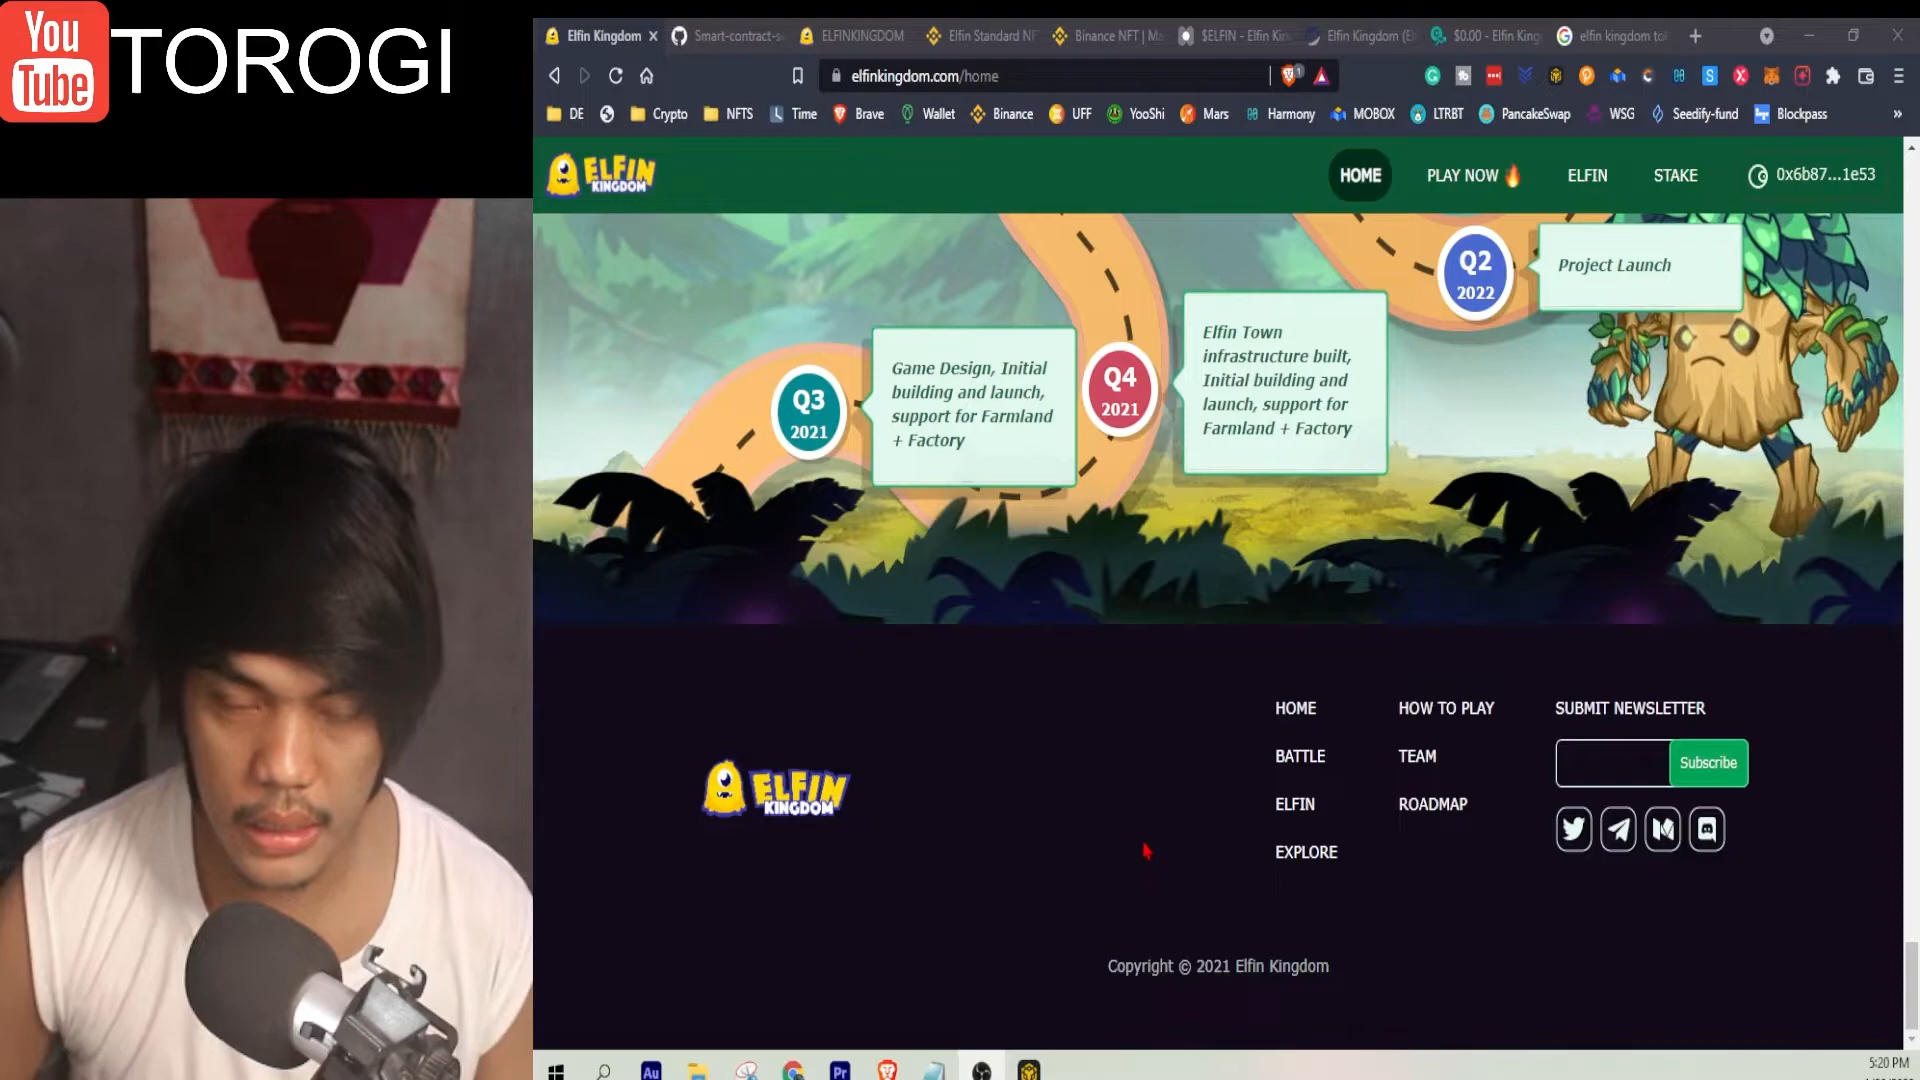 You
Tube
TOROGI
Elfin Kingdom
Smart-contract-s
ELFINKINGDOM
Elfin Standard NF
Binance NFT | Ma
$ELFIN - Elfin Kin
Elfin Kingdom (El
$0.00 - Elfin King
elfin kingdom tok
elfinkingdom.com/home
DE
Crypto
NFTS
Time
Brave
Wallet
Binance
UFF
YooShi
Mars
Harmony
MOBOX
LTRBT
PancakeSwap
WSG
Seedify-fund
Blockpass
»
ELFIN
KINGDOM
HOME
PLAY NOW
ELFIN
STAKE
0x6b87...1e53
Q2
2022
Project Launch
Q3
2021
Game Design, Initial
building and launch,
support for Farmland
+ Factory
Q4
2021
Elfin Town
infrastructure built,
Initial building and
launch, support for
Farmland + Factory
ELFIN
KINGDOM
HOME
BATTLE
ELFIN
EXPLORE
HOW TO PLAY
TEAM
ROADMAP
SUBMIT NEWSLETTER
Subscribe
Copyright © 2021 Elfin Kingdom
Au
Pr
5:20 PM